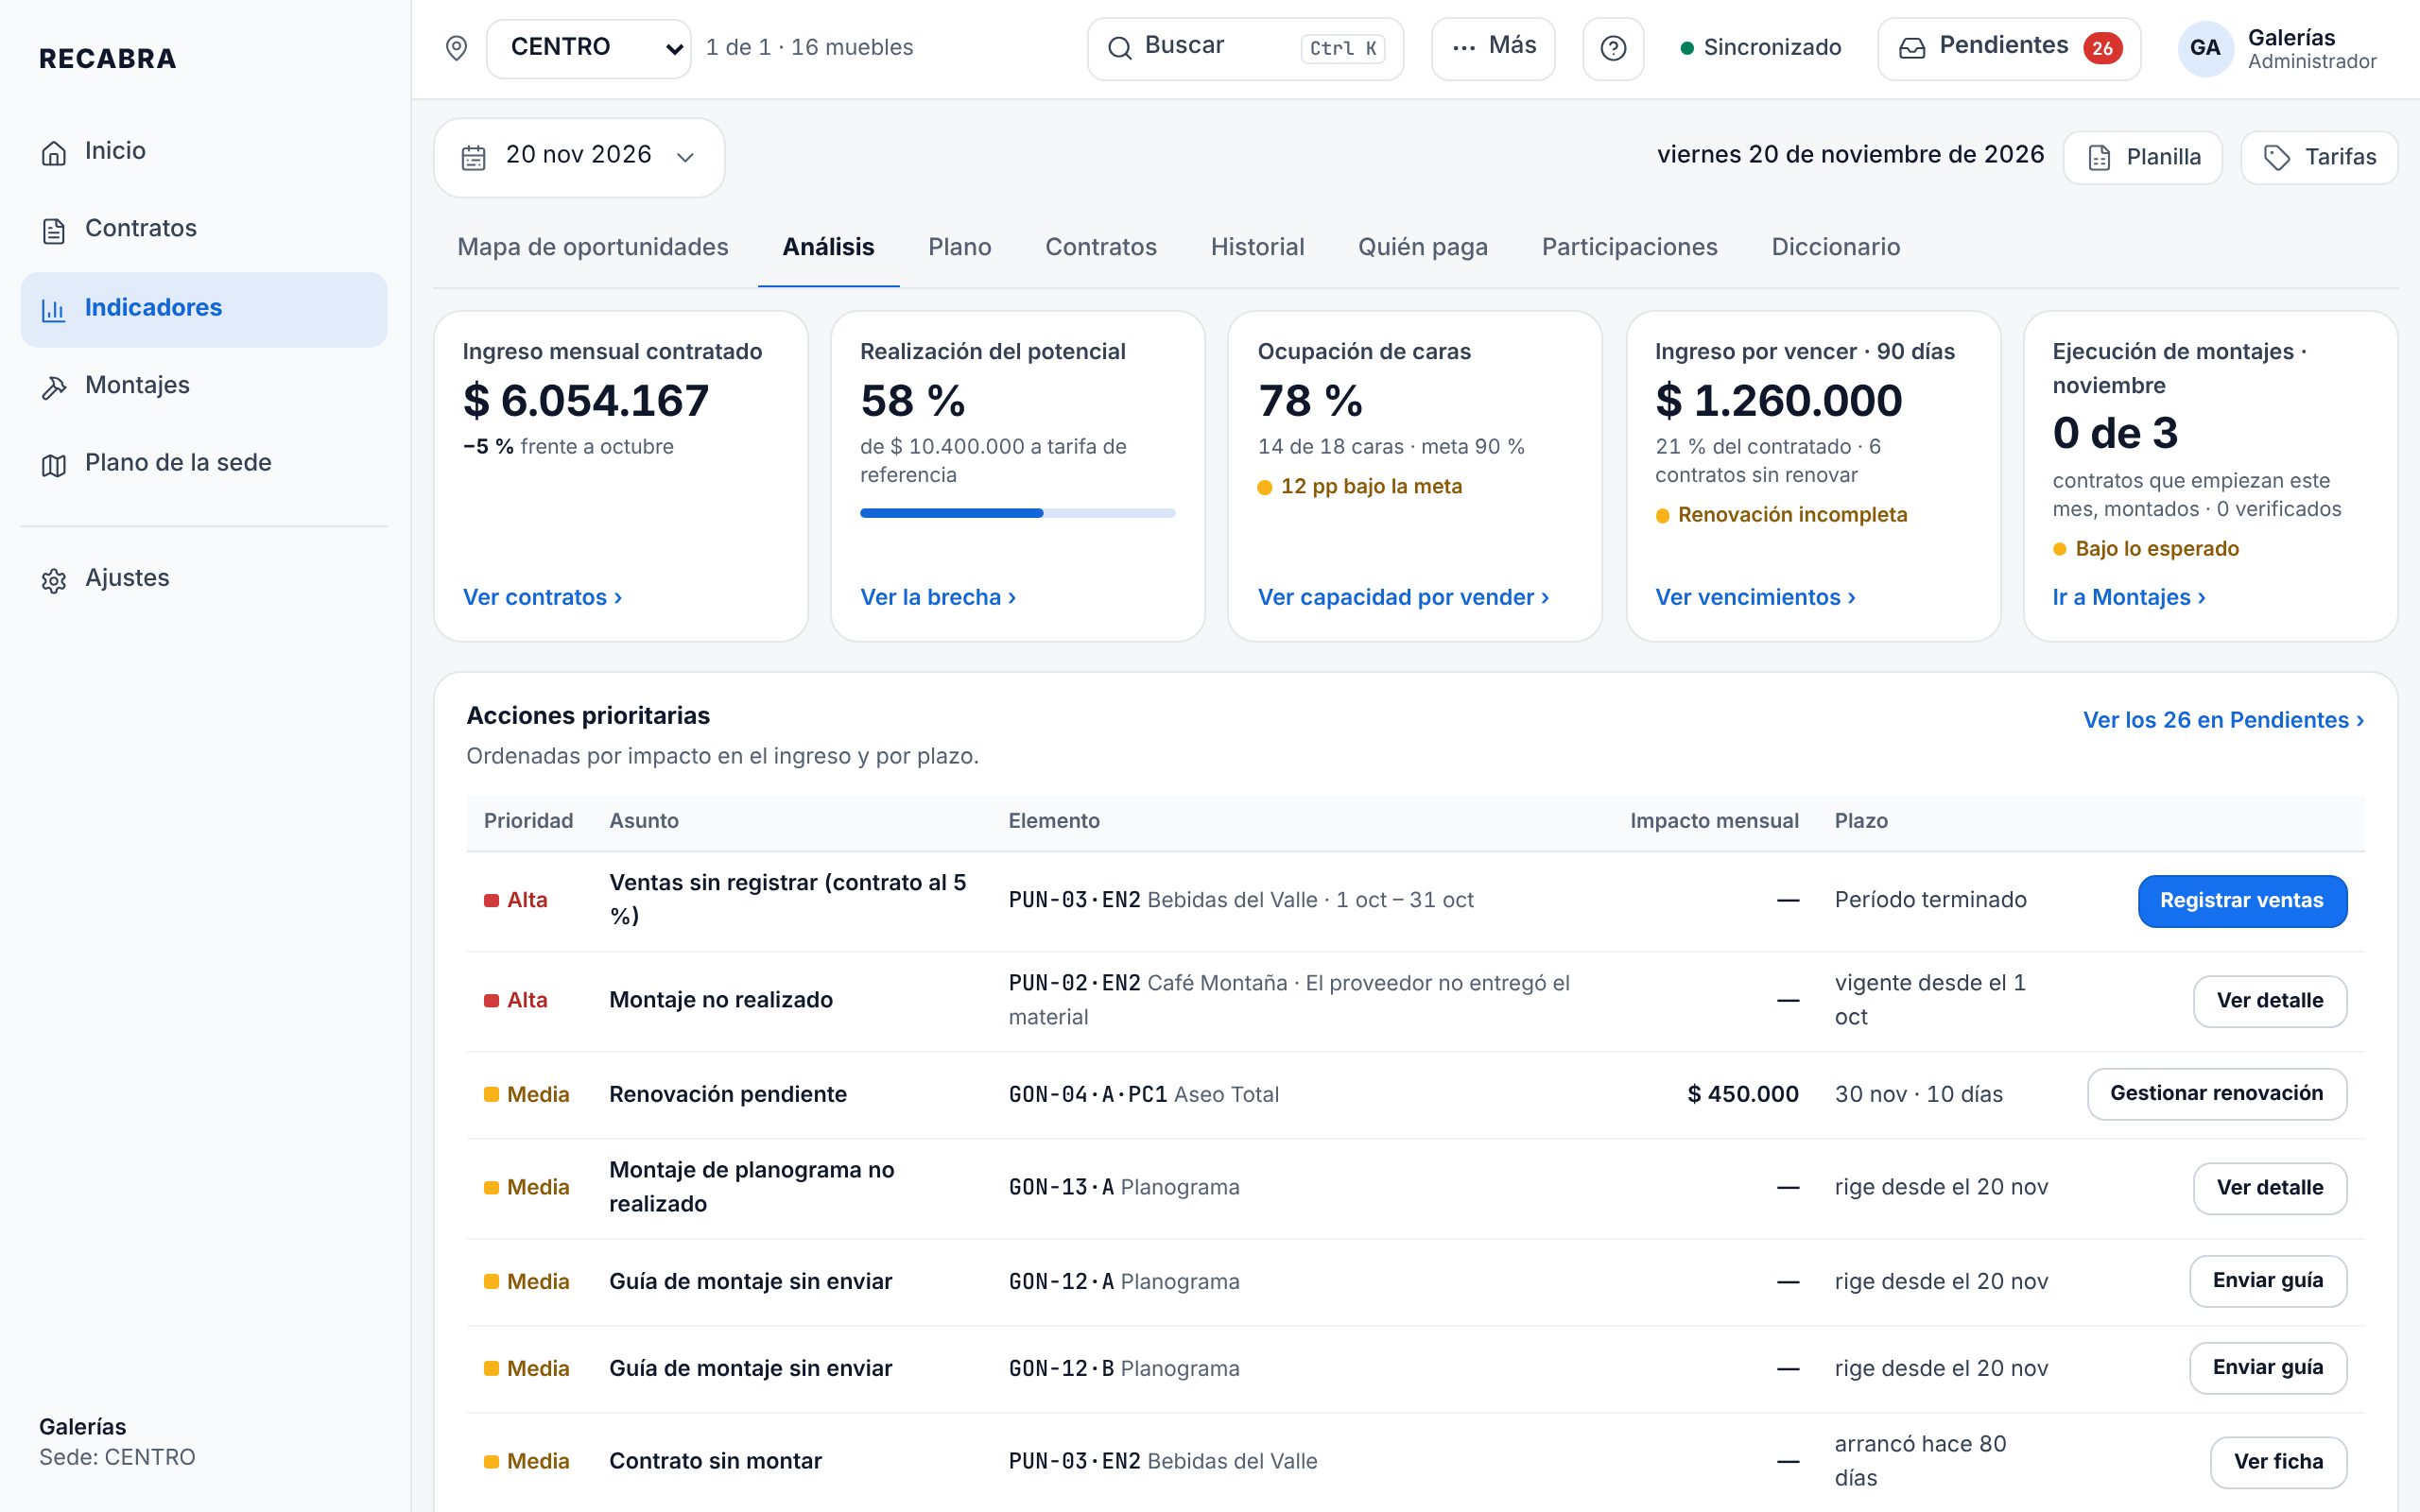 RECABRA
Inicio
Contratos
Indicadores
Montajes
Plano de la sede
Ajustes
Galerías
Sede: CENTRO
CENTRO
1 de 1 · 16 muebles
Buscar
Ctrl K
··· Más
Sincronizado
Pendientes 26
GA
Galerías
Administrador
20 nov 2026
viernes 20 de noviembre de 2026
Planilla
Tarifas
Mapa de oportunidades
Análisis
Plano
Contratos
Historial
Quién paga
Participaciones
Diccionario
Ingreso mensual contratado
$ 6.054.167
−5 % frente a octubre
Ver contratos ›
Realización del potencial
58 %
de $ 10.400.000 a tarifa de
referencia
Ver la brecha ›
Ocupación de caras
78 %
14 de 18 caras · meta 90 %
12 pp bajo la meta
Ver capacidad por vender ›
Ingreso por vencer · 90 días
$ 1.260.000
21 % del contratado · 6
contratos sin renovar
Renovación incompleta
Ver vencimientos ›
Ejecución de montajes ·
noviembre
0 de 3
contratos que empiezan este
mes, montados · 0 verificados
Bajo lo esperado
Ir a Montajes ›
Acciones prioritarias
Ver los 26 en Pendientes ›
Ordenadas por impacto en el ingreso y por plazo.
Prioridad Asunto Elemento Impacto mensual Plazo
Alta
Ventas sin registrar (contrato al 5
%)
PUN-03·EN2 Bebidas del Valle · 1 oct – 31 oct
—
Período terminado
Registrar ventas
Alta
Montaje no realizado
PUN-02·EN2 Café Montaña · El proveedor no entregó el
material
—
vigente desde el 1
oct
Ver detalle
Media
Renovación pendiente
GON-04·A·PC1 Aseo Total
$ 450.000
30 nov · 10 días
Gestionar renovación
Media
Montaje de planograma no
realizado
GON-13·A Planograma
—
rige desde el 20 nov
Ver detalle
Media
Guía de montaje sin enviar
GON-12·A Planograma
—
rige desde el 20 nov
Enviar guía
Media
Guía de montaje sin enviar
GON-12·B Planograma
—
rige desde el 20 nov
Enviar guía
Media
Contrato sin montar
PUN-03·EN2 Bebidas del Valle
—
arrancó hace 80
días
Ver ficha